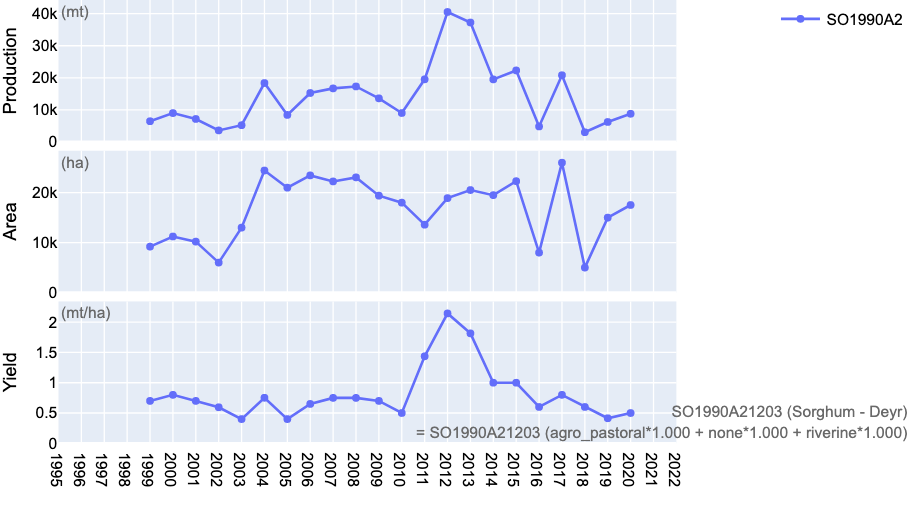 40k
(mt)
SO1990A2
30k
Production
20k
10k
0
(ha)
20k
Area
10k
0
(mt/ha)
2
1.5
Yield
1
0.5
SO1990A21203 (Sorghum - Deyr)
= SO1990A21203 (agro_pastoral*1.000 + none*1.000 + riverine*1.000)
0
1995
1996
1997
1998
1999
2000
2001
2002
2003
2004
2005
2006
2007
2008
2009
2010
2011
2012
2013
2014
2015
2016
2017
2018
2019
2020
2021
2022